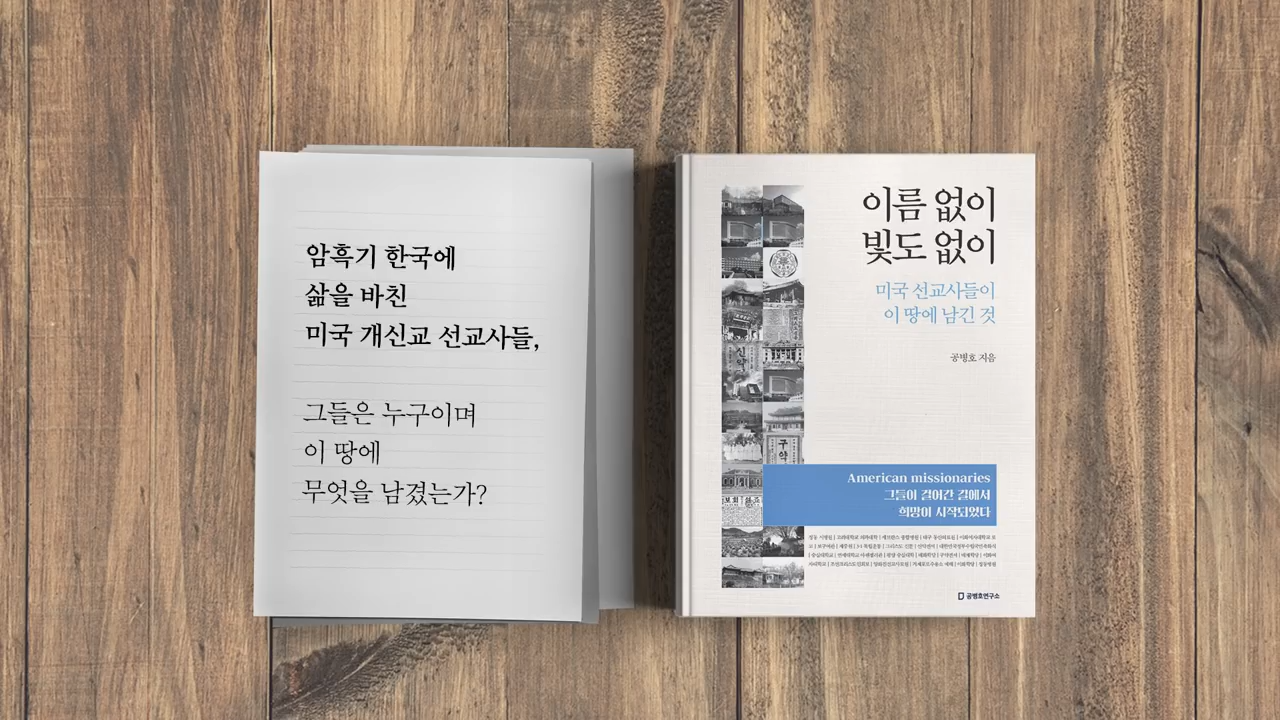 암흑기 한국에
삶을 바친
미국 개신교 선교사들,
그들은 누구이며
이 땅에
무엇을 남겼는가?
이름 없이
빛도 없이
미국 선교사들이
이 땅에 남긴 것
공병호 지음
신약
구약
American missionaries
그들이 걸어간 길에서
희망이 시작되었다
공병호연구소